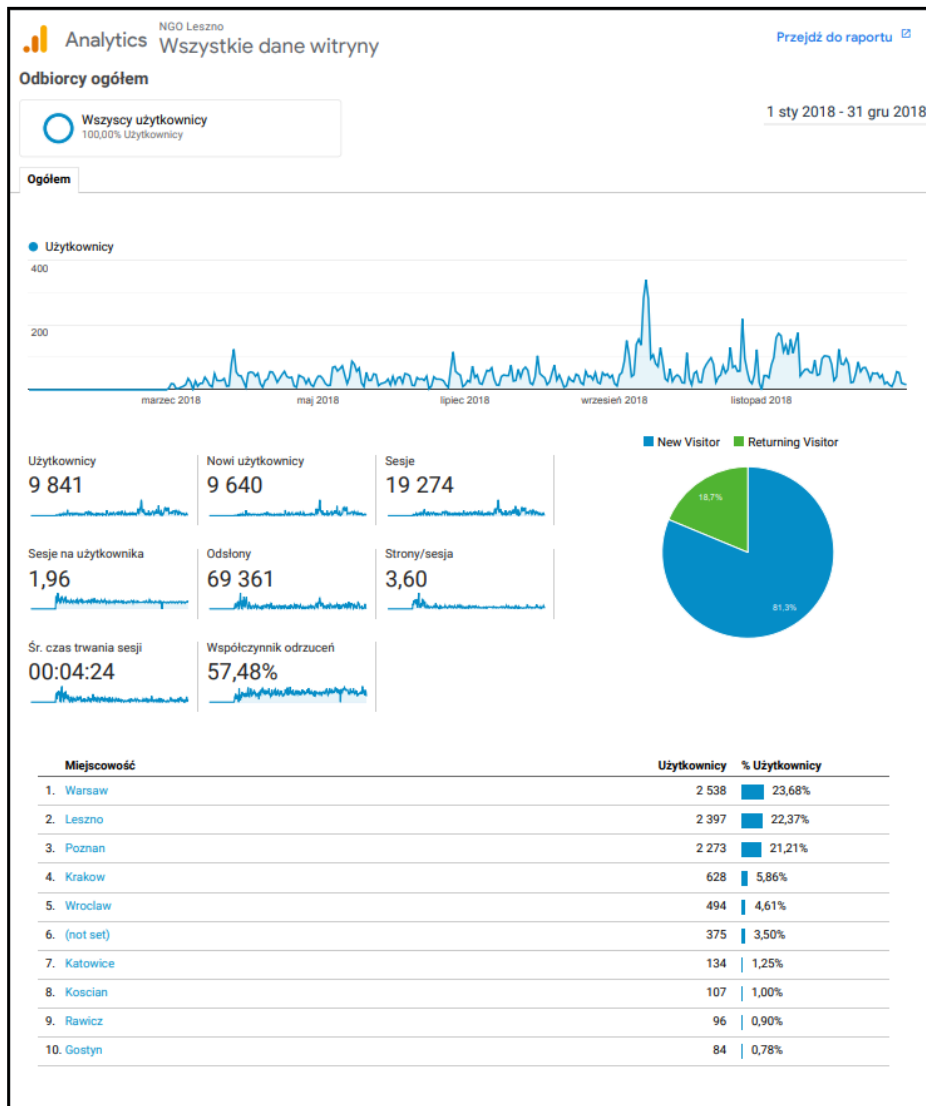 NGO Leszno
Analytics Wszystkie dane witryny
Przejdź do raportu
Odbiorcy ogółem
Wszyscy użytkownicy
100,00% Użytkownicy
1 sty 2018 - 31 gru 2018
Ogółem
Użytkownicy
400
200
marzec 2018 maj 2018 lipiec 2018 wrzesień 2018 listopad 2018
New Visitor Returning Visitor
18,7%
81,3%
Użytkownicy Nowi użytkownicy Sesje
9 841 9 640 19 274
Sesje na użytkownika Odsłony Strony/sesja
1,96 69 361 3,60
Śr. czas trwania sesji Współczynnik odrzuceń
00:04:24 57,48%
Miejscowość Użytkownicy % Użytkownicy
1. Warsaw 2 538 23,68%
2. Leszno 2 397 22,37%
3. Poznan 2 273 21,21%
4. Krakow 628 5,86%
5. Wroclaw 494 4,61%
6. (not set) 375 3,50%
7. Katowice 134 1,25%
8. Koscian 107 1,00%
9. Rawicz 96 0,90%
10. Gostyn 84 0,78%